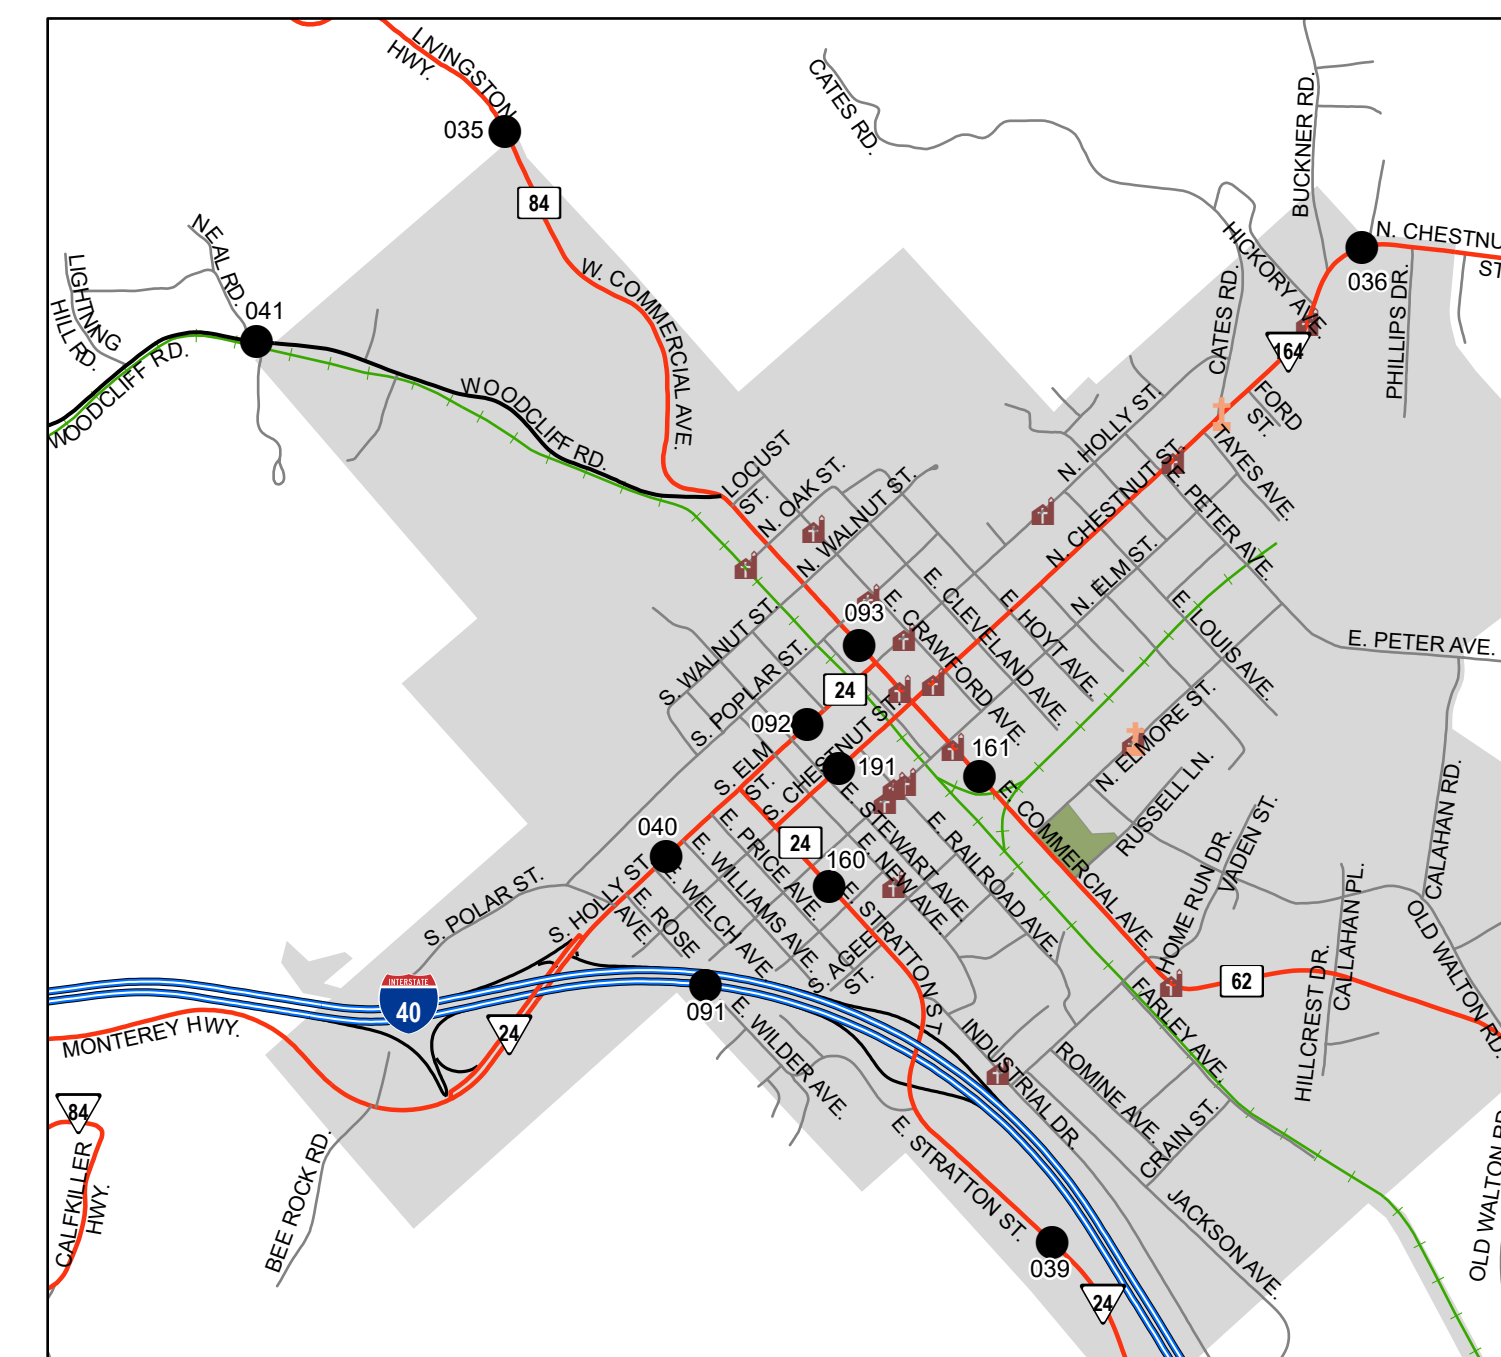 LIVINGSTON
HWY.
035
84
CATES RD.
BUCKNER RD.
N. CHESTNU
ST
036
PHILLIPS DR.
HICKORY AVE.
CATES RD.
164
NEAL RD.
LIGHTNING
HILL RD.
041
WOODCLIFF RD.
W. COMMERCIAL AVE.
WOODCLIFF RD.
FORD
ST.
TAYES AVE.
N. HOLLY ST.
N. CHESTNUT ST.
E. PETER AVE.
LOCUST
ST.
N. OAK ST.
N. WALNUT ST.
N. ELM ST.
E. CLEVELAND AVE.
E. HOYT AVE.
E. LOUIS AVE.
E. PETER AVE.
093
E. CRAWFORD AVE.
S. WALNUT ST.
S. POPLAR ST.
24
092
S. CHESTNUT ST.
191
161
N. ELMORE ST.
RUSSELL LN.
S. ELM
ST.
E. STEWART AVE.
E. NEW AVE.
E. RAILROAD AVE.
E. COMMERCIAL AVE.
HOME RUN DR.
VADEN ST.
CALAHAN RD.
040
24
160
E. PRICE AVE.
E. WILLIAMS AVE.
E. WELCH AVE.
E. ROSE
AVE.
S. POLAR ST.
S. HOLLY ST.
S. AGEE
ST.
E. STRATTON ST.
OLD WALTON RD.
CALLAHAN PL.
HILLCREST DR.
62
FARLEY AVE.
INTERSTATE
40
24
091
MONTEREY HWY.
E. WILDER AVE.
INDUSTRIAL DR.
ROMINE AVE.
CRAIN ST.
84
CALFKILLER
HWY.
BEE ROCK RD.
E. STRATTON ST.
JACKSON AVE.
OLD WALTON RD.
039
24